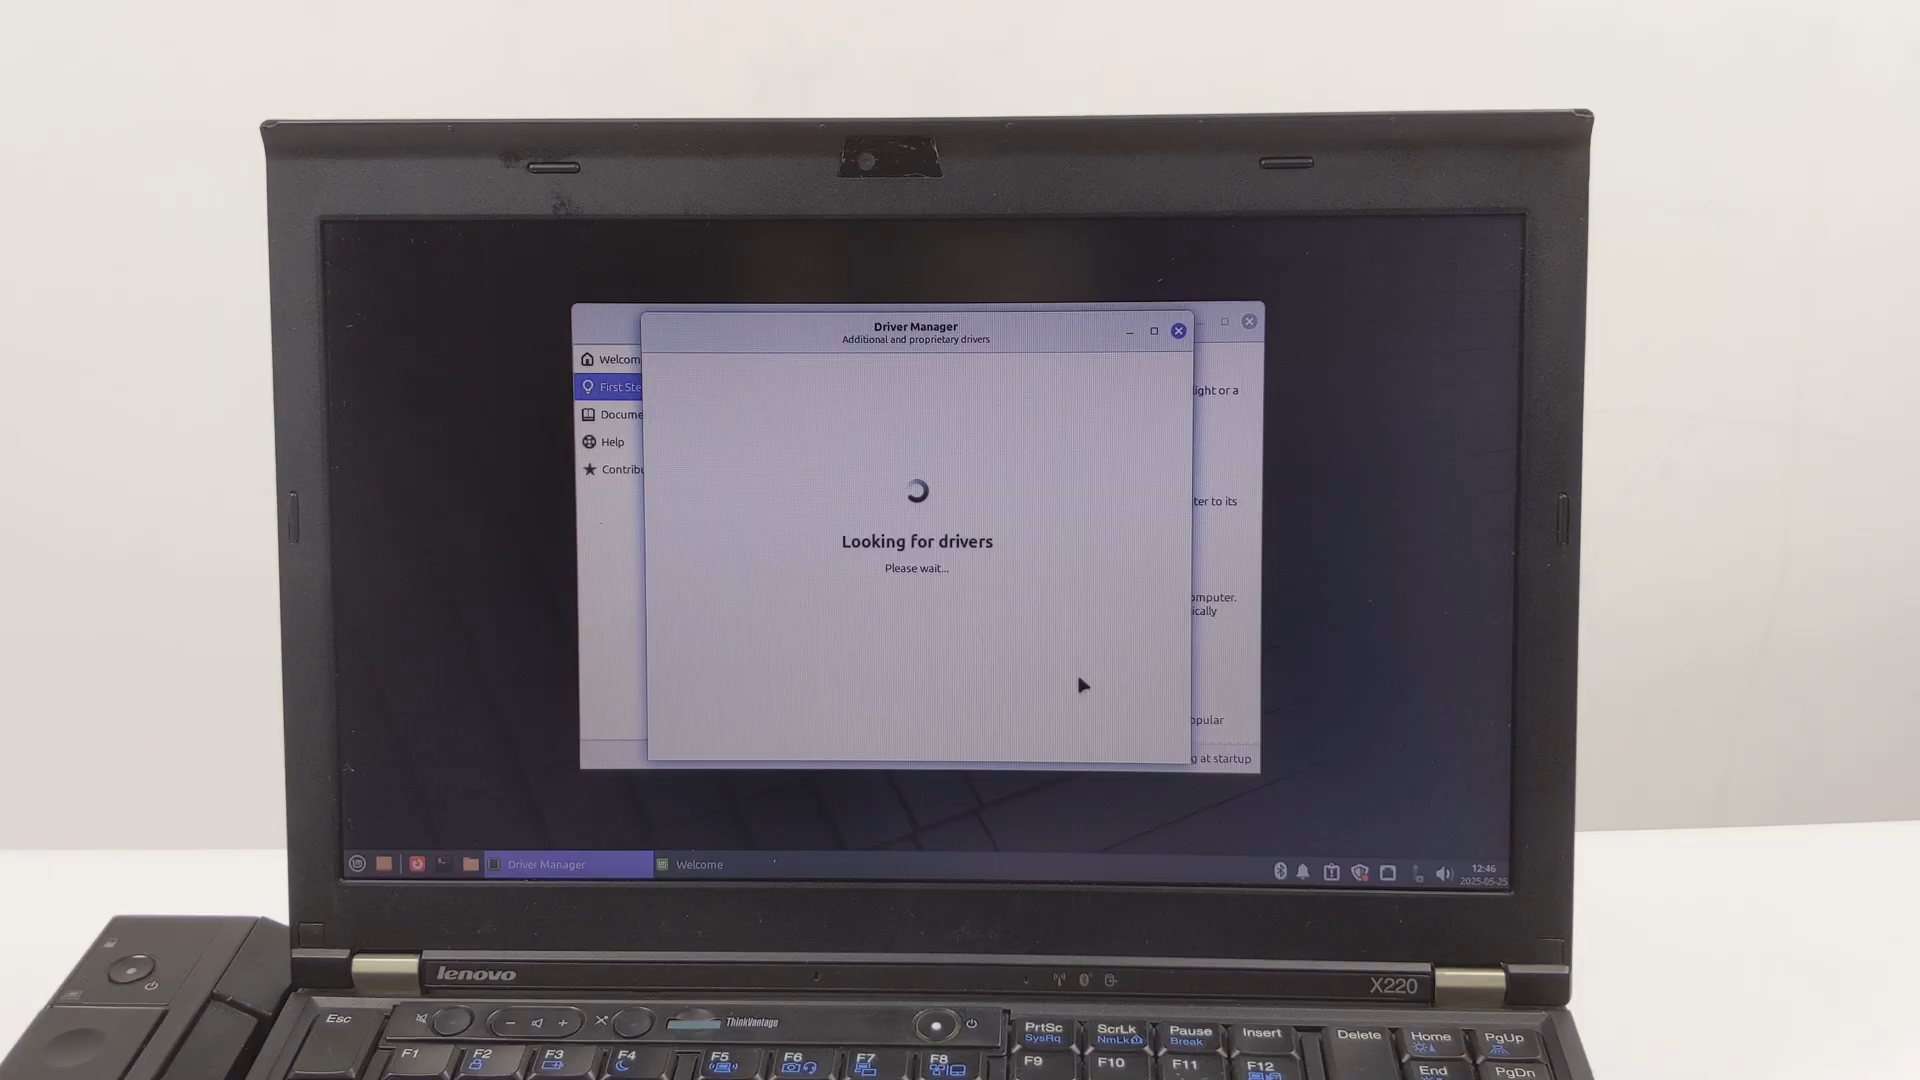 Driver Manager
Additional and proprietary drivers
Welcom
First Ste
Docume
Help
Contribu
light or a
ter to its
omputer.
ically
opular
g at startup
Looking for drivers
Please wait...
Driver Manager
Welcome
12:46
2025-05-25
lenovo
X220
ThinkVantage
Esc
F1
F2
F3
F4
F5
F6
F7
F8
PrtSc
SysRq
ScrLk
NmLk
Pause
Break
Insert
Delete
Home
PgUp
F9
F10
F11
F12
End
PgDn